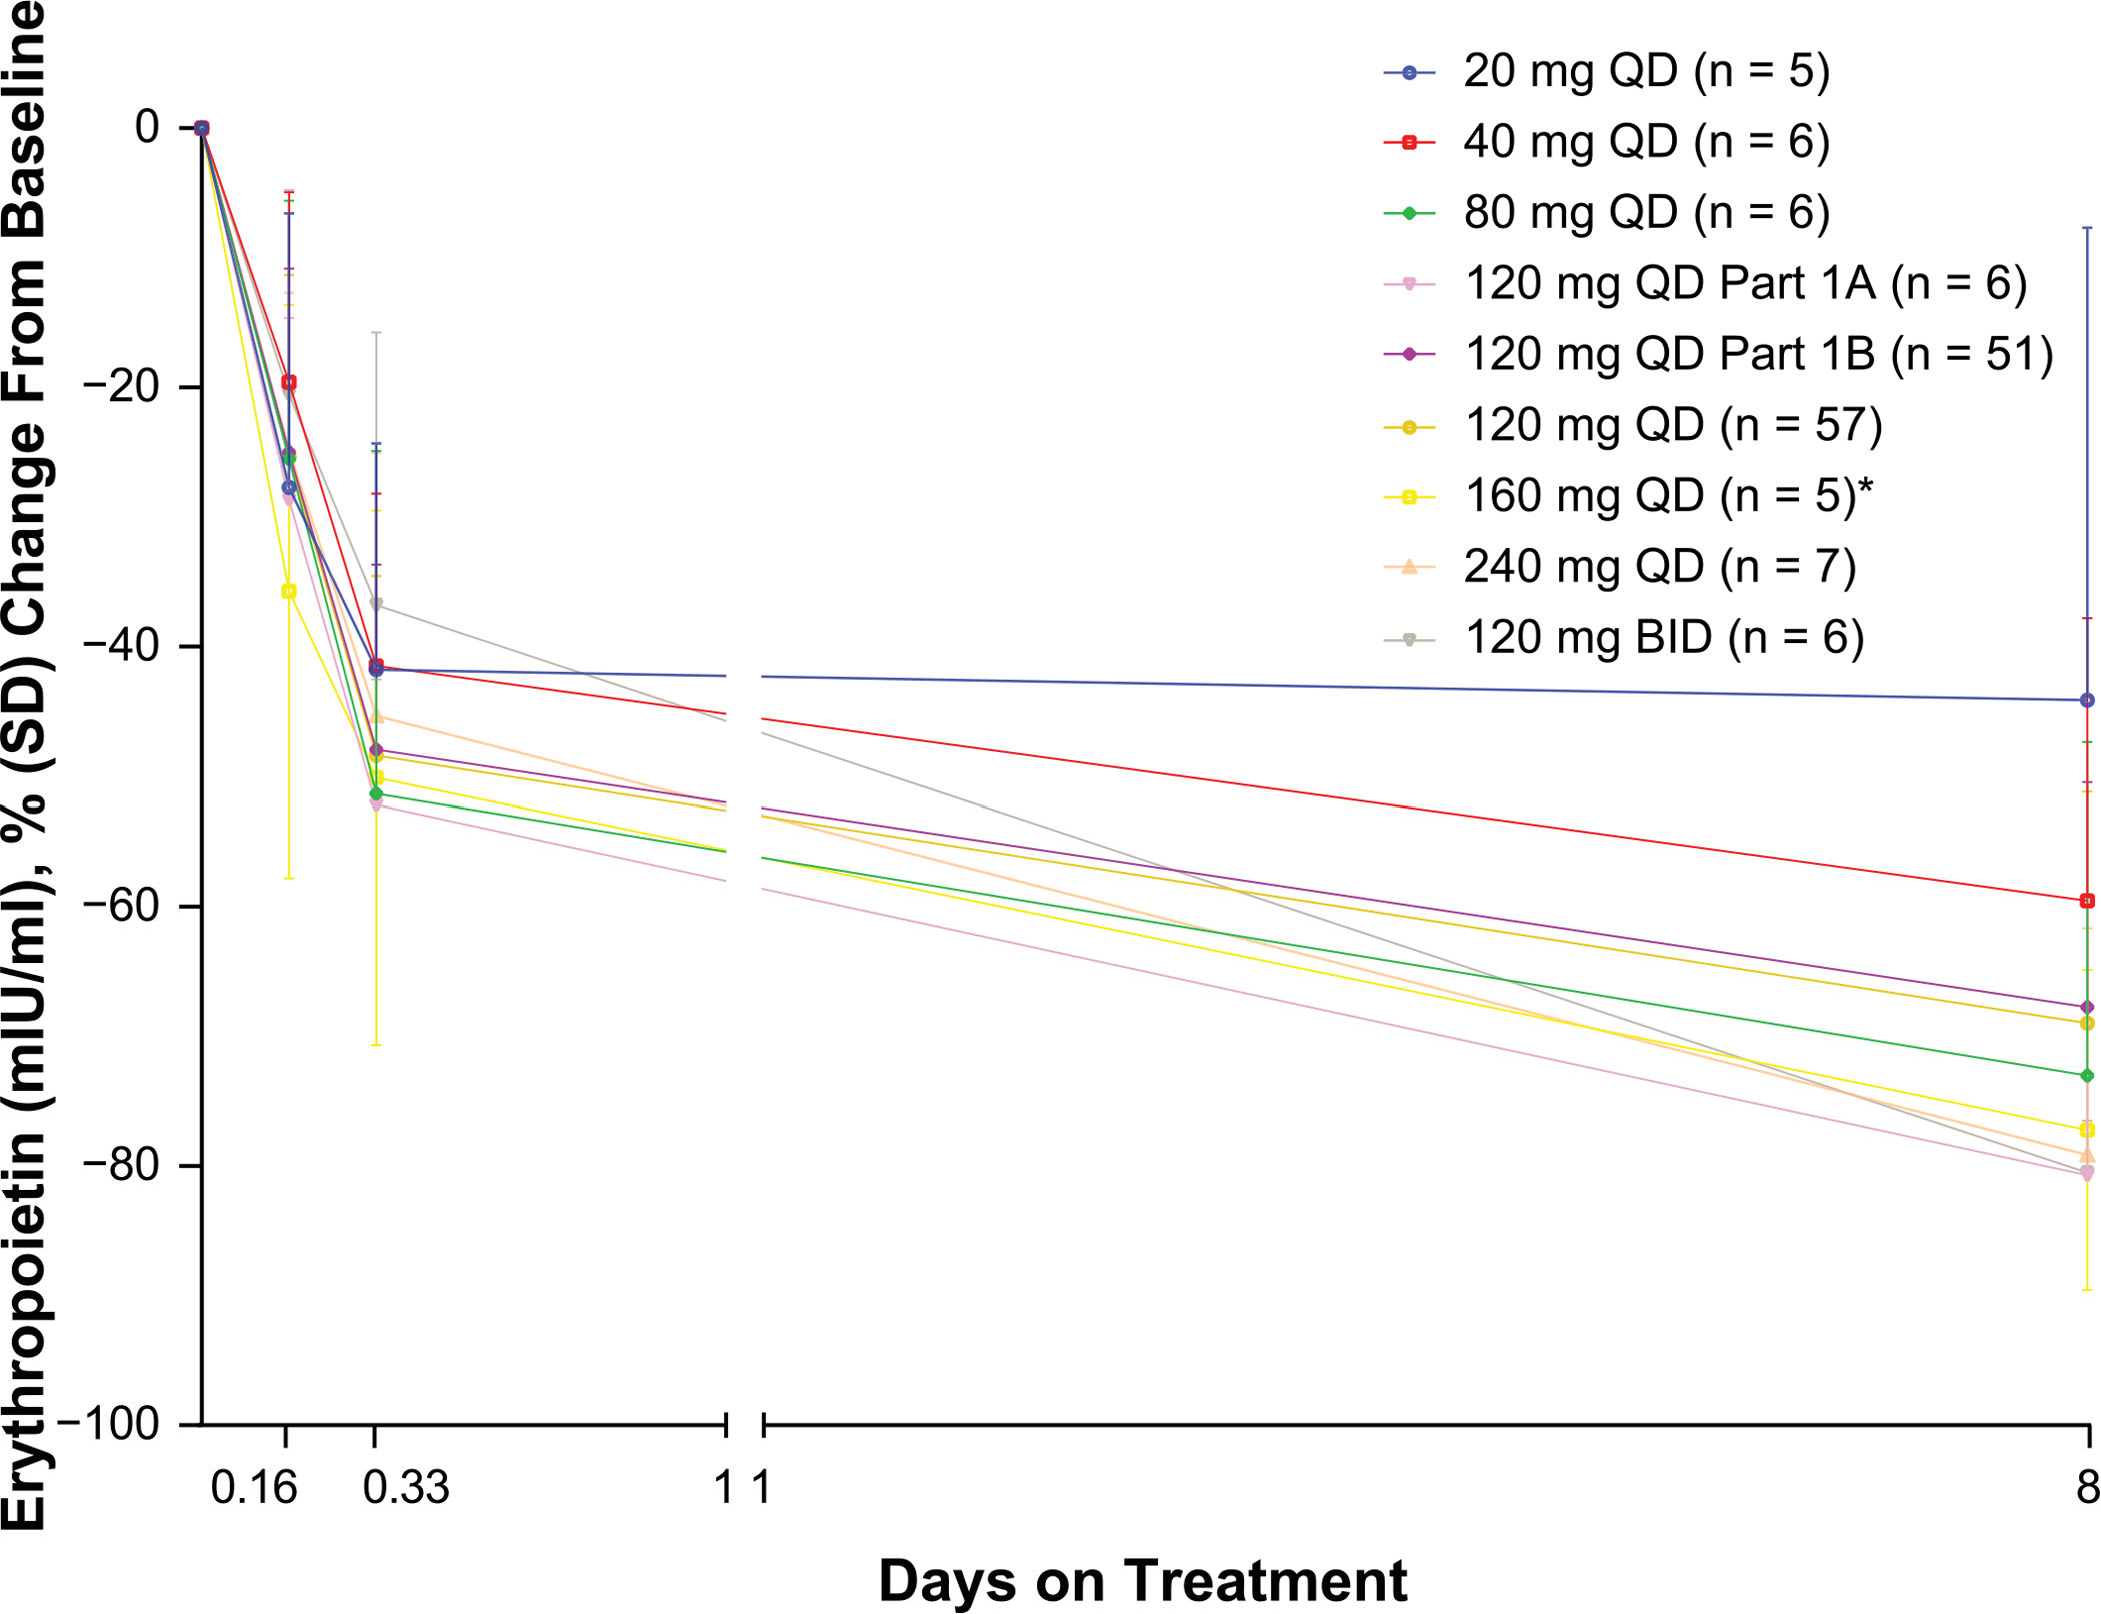 Erythropoietin (mIU/ml), % (SD) Change From Baseline
0
−20
−40
−60
−80
−100
20 mg QD (n = 5)
40 mg QD (n = 6)
80 mg QD (n = 6)
120 mg QD Part 1A (n = 6)
120 mg QD Part 1B (n = 51)
120 mg QD (n = 57)
160 mg QD (n = 5)*
240 mg QD (n = 7)
120 mg BID (n = 6)
0.16 0.33 1 1 8
Days on Treatment